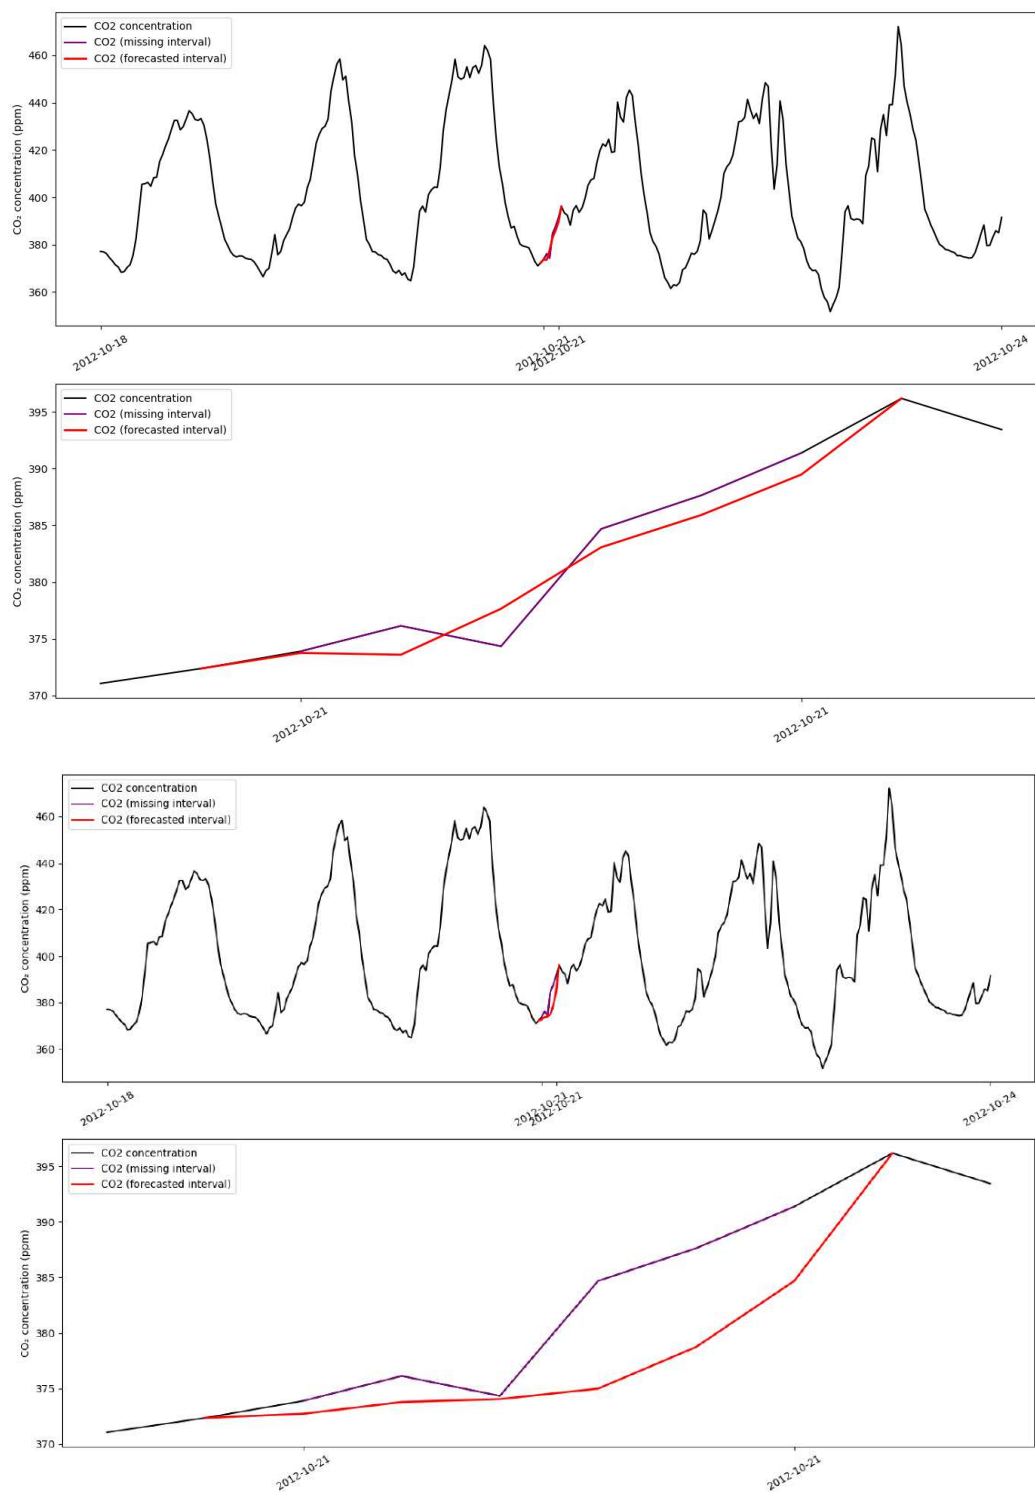 CO2 concentration
CO2 (missing interval)
CO2 (forecasted interval)
CO₂ concentration (ppm)
460
440
420
400
380
360
2012-10-18
2012-10-21
2012-10-21
2012-10-24
CO2 concentration
CO2 (missing interval)
CO2 (forecasted interval)
CO₂ concentration (ppm)
395
390
385
380
375
370
2012-10-21
2012-10-21
CO2 concentration
CO2 (missing interval)
CO2 (forecasted interval)
CO₂ concentration (ppm)
460
440
420
400
380
360
2012-10-18
2012-10-21
2012-10-21
2012-10-24
CO2 concentration
CO2 (missing interval)
CO2 (forecasted interval)
CO₂ concentration (ppm)
395
390
385
380
375
370
2012-10-21
2012-10-21